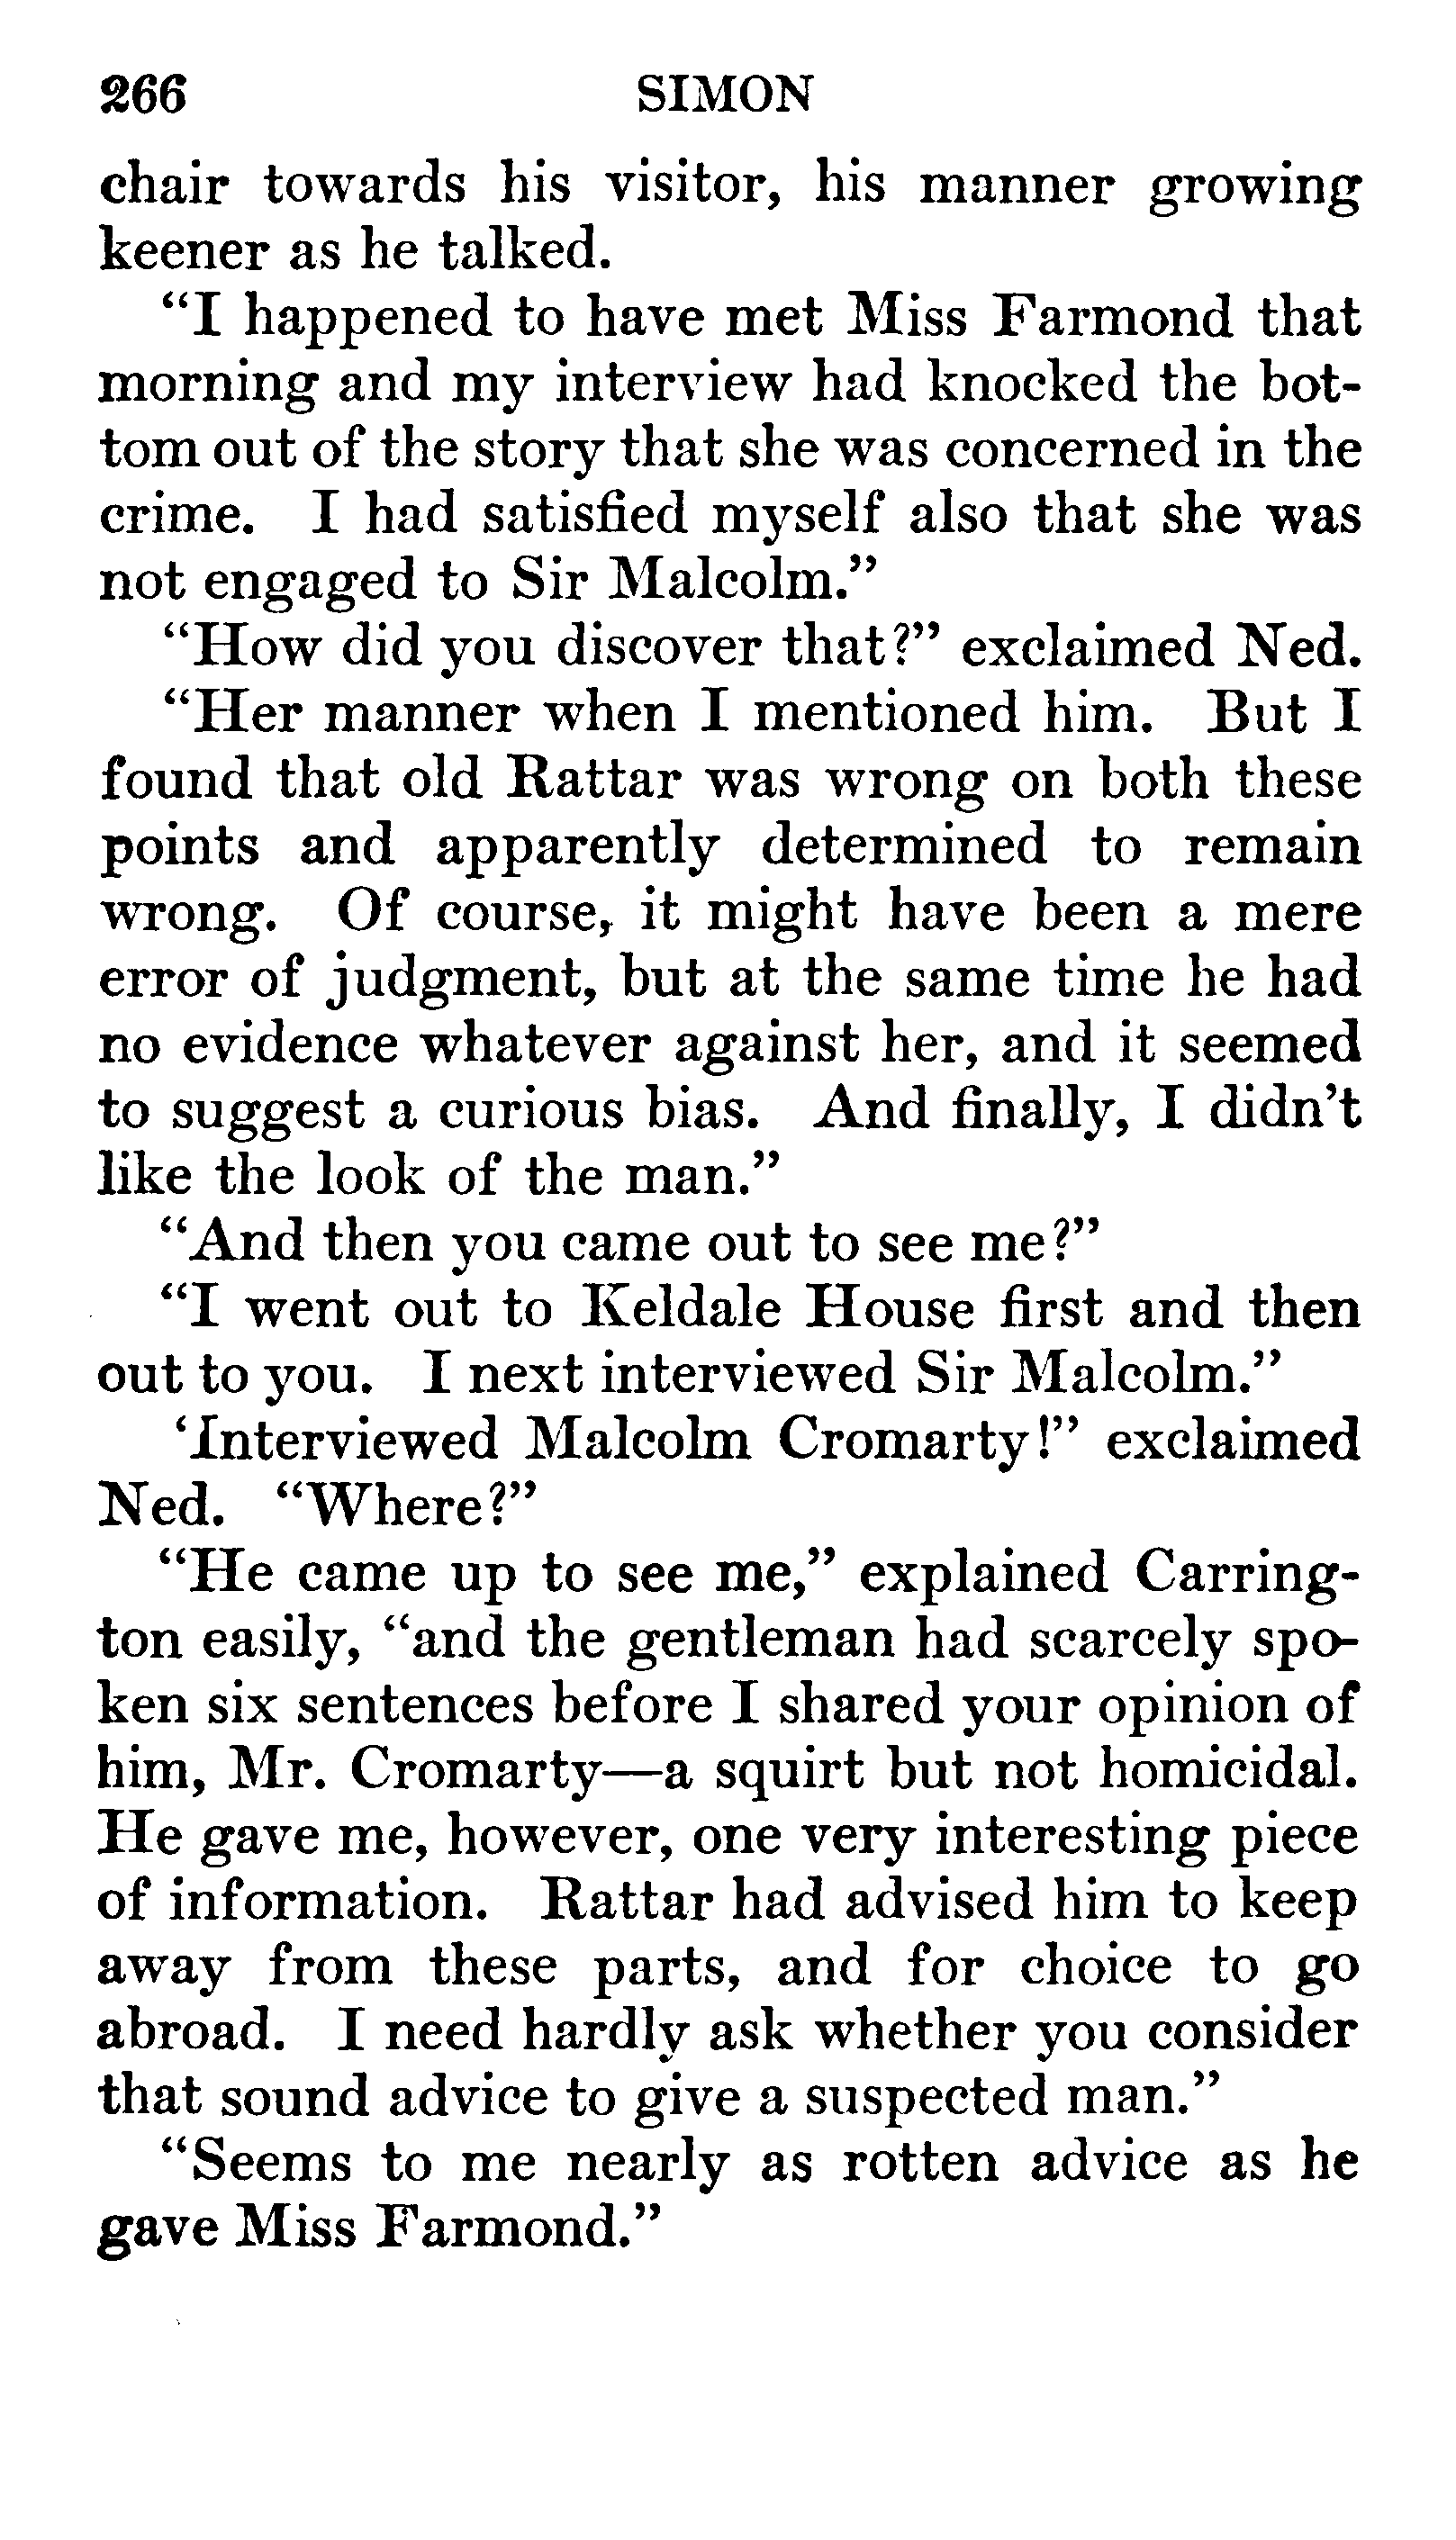 266 SIMON
chair towards his visitor, his manner growing
keener as he talked.
“I happened to have met Miss Farmond that
morning and my interview had knocked the bot-
tom out of the story that she was concerned in the
crime. I had satisfied myself also that she was
not engaged to Sir Malcolm.”
“How did you discover that?” exclaimed Ned.
“Her manner when I mentioned him. But I
found that old Rattar was wrong on both these
points and apparently determined to remain
wrong. Of course, it might have been a mere
error of judgment, but at the same time he had
no evidence whatever against her, and it seemed
to suggest a curious bias. And finally, I didn’t
like the look of the man.”
“And then you came out to see me?”
“I went out to Keldale House first and then
out to you. I next interviewed Sir Malcolm.”
‘Interviewed Malcolm Cromarty!” exclaimed
Ned. “Where?”
“He came up to see me,” explained Carring-
ton easily, “and the gentleman had scarcely spo-
ken six sentences before I shared your opinion of
him, Mr. Cromarty—a squirt but not homicidal.
He gave me, however, one very interesting piece
of information. Rattar had advised him to keep
away from these parts, and for choice to go
abroad. I need hardly ask whether you consider
that sound advice to give a suspected man.”
“Seems to me nearly as rotten advice as he
gave Miss Farmond.”